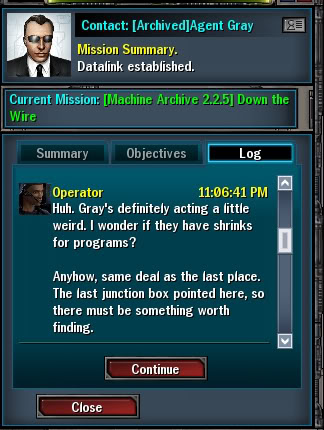 Contact: [Archived]Agent Gray
Mission Summary.
Datalink established.
Current Mission: [Machine Archive 2.2.5] Down the
Wire
Summary
Objectives
Log
Operator 11:06:41 PM
Huh. Gray's definitely acting a little
weird. I wonder if they have shrinks
for programs?
Anyhow, same deal as the last place.
The last junction box pointed here, so
there must be something worth
finding.
Continue
Close